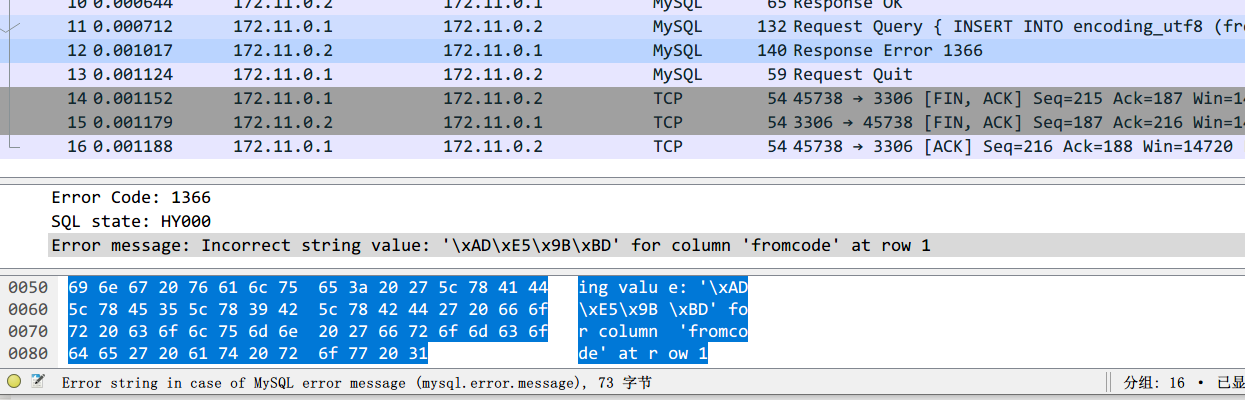 10 0.000644 172.11.0.2 172.11.0.1 MySQL 65 Response OK
11 0.000712 172.11.0.1 172.11.0.2 MySQL 132 Request Query { INSERT INTO encoding_utf8 (fr
12 0.001017 172.11.0.2 172.11.0.1 MySQL 140 Response Error 1366
13 0.001124 172.11.0.1 172.11.0.2 MySQL 59 Request Quit
14 0.001152 172.11.0.1 172.11.0.2 TCP 54 45738 → 3306 [FIN, ACK] Seq=215 Ack=187 Win=14
15 0.001179 172.11.0.2 172.11.0.1 TCP 54 3306 → 45738 [FIN, ACK] Seq=187 Ack=216 Win=14
16 0.001188 172.11.0.1 172.11.0.2 TCP 54 45738 → 3306 [ACK] Seq=216 Ack=188 Win=14720
Error Code: 1366
SQL state: HY000
Error message: Incorrect string value: '\xAD\xE5\x9B\xBD' for column 'fromcode' at row 1
0050 69 6e 67 20 76 61 6c 75 65 3a 20 27 5c 78 41 44 ing valu e: '\xAD
0060 5c 78 45 35 5c 78 39 42 5c 78 42 44 27 20 66 6f \xE5\x9B \xBD' fo
0070 72 20 63 6f 6c 75 6d 6e 20 27 66 72 6f 6d 63 6f r column 'fromco
0080 64 65 27 20 61 74 20 72 6f 77 20 31 de' at r ow 1
Error string in case of MySQL error message (mysql.error.message), 73 字节 分组: 16 · 已显